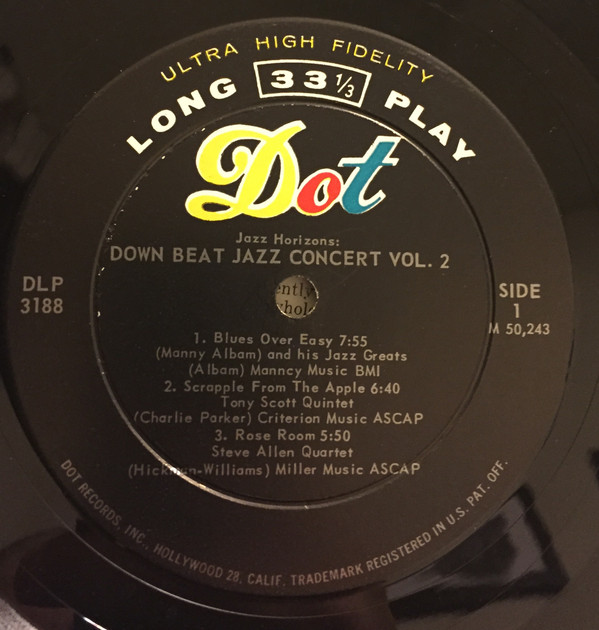 ULTRA HIGH FIDELITY
LONG 33 1/3 PLAY
Dot
Jazz Horizons:
DOWN BEAT JAZZ CONCERT VOL. 2
DLP
3188
SIDE
1
M 50,243
1. Blues Over Easy 7:55
(Manny Albam) and his Jazz Greats
(Albam) Manncy Music BMI
2. Scrapple From The Apple 6:40
Tony Scott Quintet
(Charlie Parker) Criterion Music ASCAP
3. Rose Room 5:50
Steve Allen Quartet
(Hickman-Williams) Miller Music ASCAP
DOT RECORDS, INC., HOLLYWOOD 28, CALIF. TRADEMARK REGISTERED IN U.S. PAT. OFF.